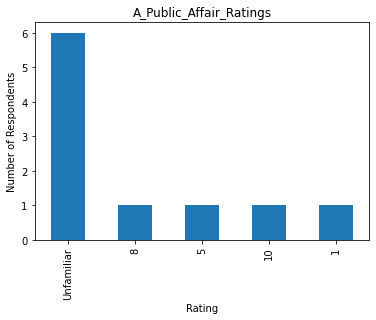 A_Public_Affair_Ratings
Number of Respondents
6
5
4
3
2
1
0
Unfamiliar
8
5
10
1
Rating